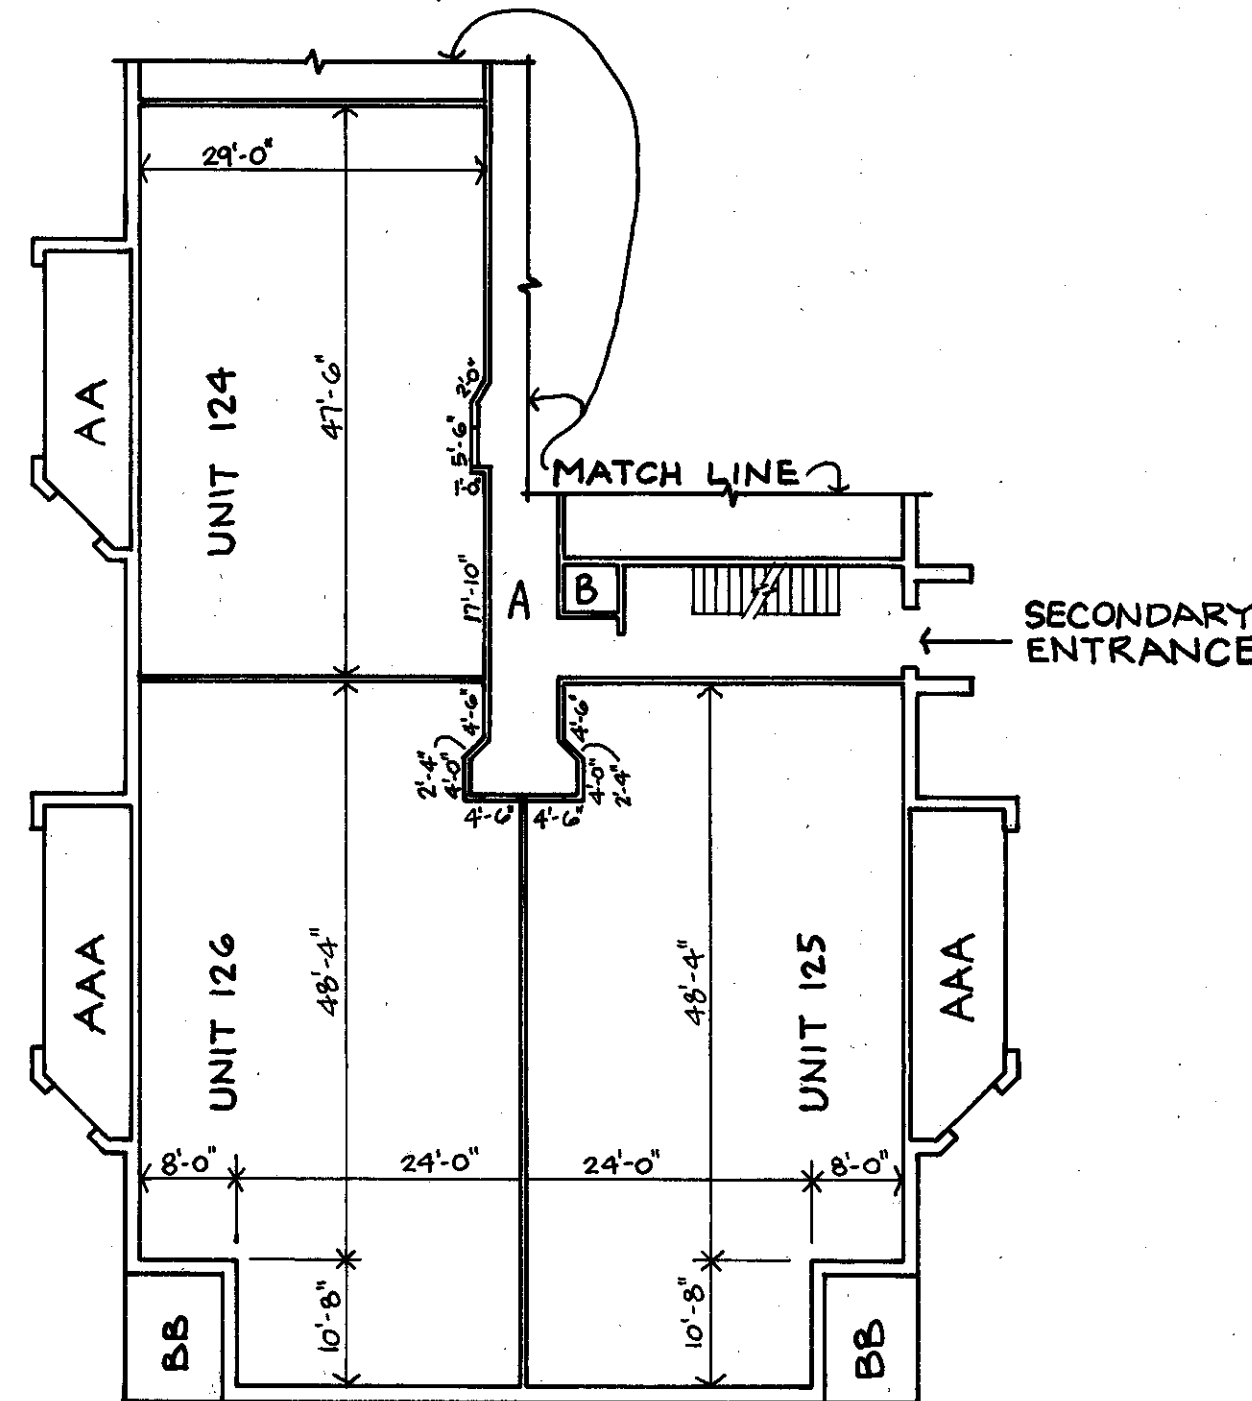 29'-0"
47'-6"
UNIT 124
AA
2'-0"
5'-6"
1'-0"
17'-10"
MATCH LINE
A
B
SECONDARY
ENTRANCE
4'-6"
4'-6"
2'-4"
4'-0"
4'-0"
2'-4"
4'-6"
4'-6"
AAA
UNIT 126
48'-4"
48'-4"
UNIT 125
AAA
8'-0"
24'-0"
24'-0"
8'-0"
10'-8"
10'-8"
BB
BB